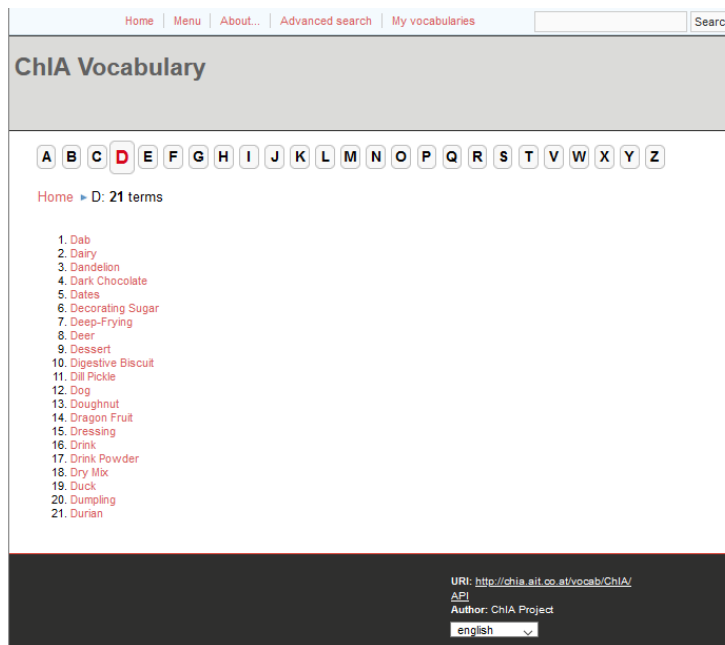 Home Menu About... Advanced search My vocabularies Searc
ChIA Vocabulary
A B C D E F G H I J K L M N O P Q R S T V W X Y Z
Home ▸ D: 21 terms
1. Dab
2. Dairy
3. Dandelion
4. Dark Chocolate
5. Dates
6. Decorating Sugar
7. Deep-Frying
8. Deer
9. Dessert
10. Digestive Biscuit
11. Dill Pickle
12. Dog
13. Doughnut
14. Dragon Fruit
15. Dressing
16. Drink
17. Drink Powder
18. Dry Mix
19. Duck
20. Dumpling
21. Durian
URI: http://chia.ait.co.at/vocab/ChIA/
API
Author: ChIA Project
english